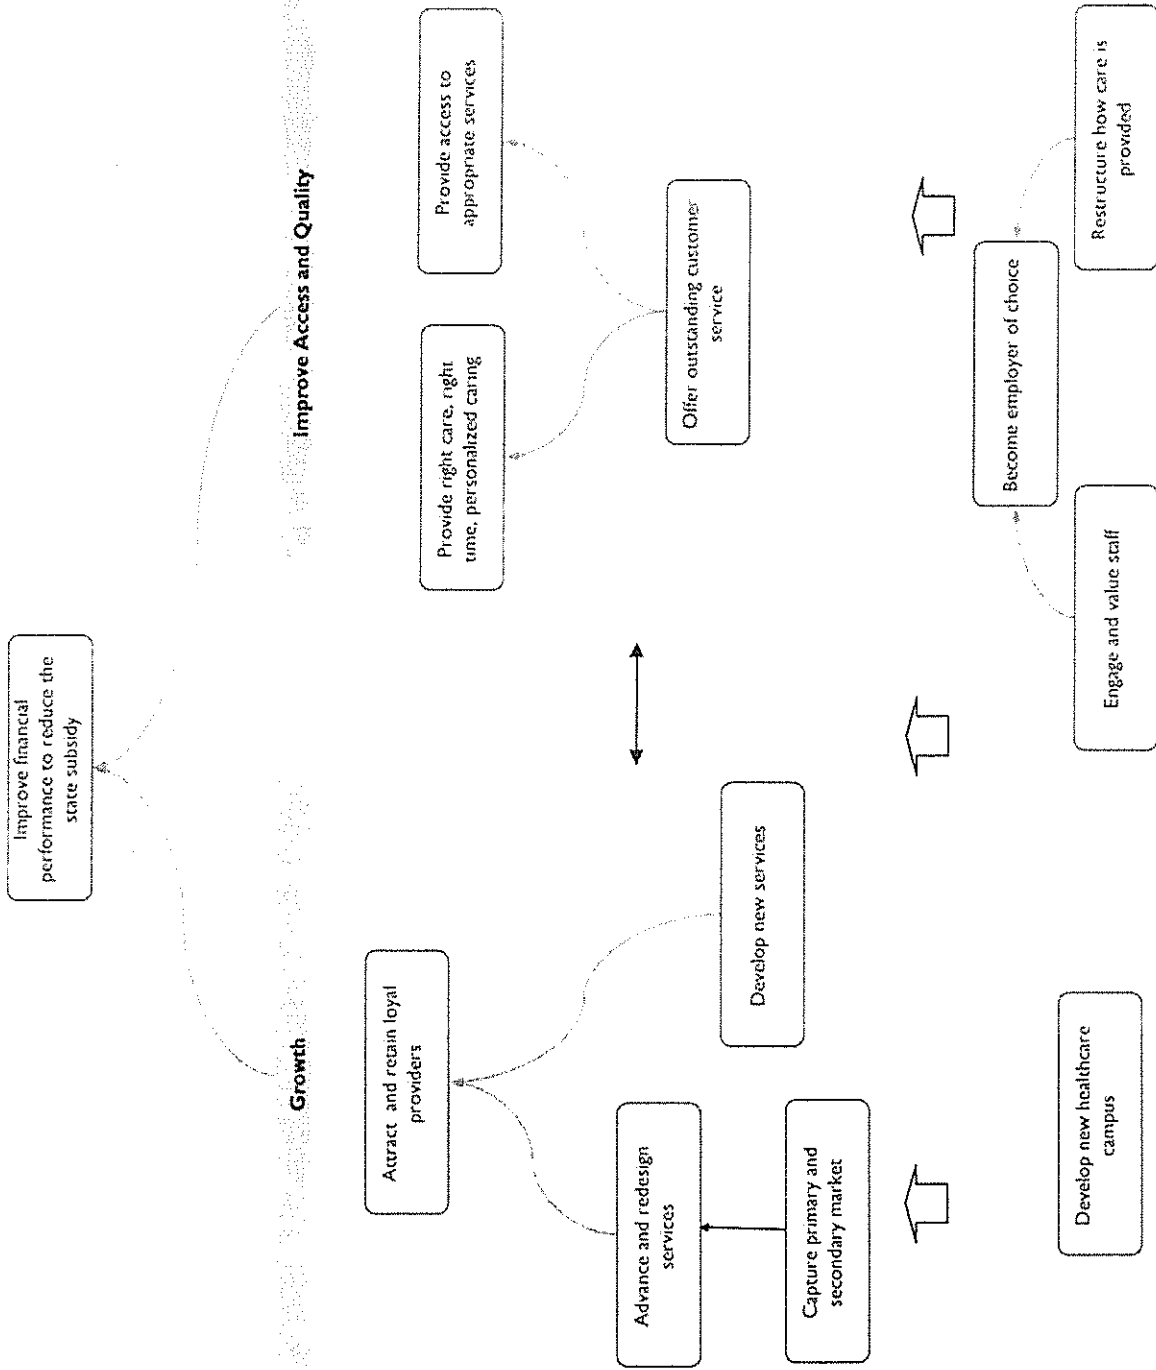 Improve financial
performance to reduce the
state subsidy
Growth
Improve Access and Quality
Attract and retain loyal
providers
Provide right care, right
time, personalized caring
Provide access to
appropriate services
Advance and redesign
services
Develop new services
Offer outstanding customer
service
Capture primary and
secondary market
Become employer of choice
Develop new healthcare
campus
Engage and value staff
Restructure how care is
provided